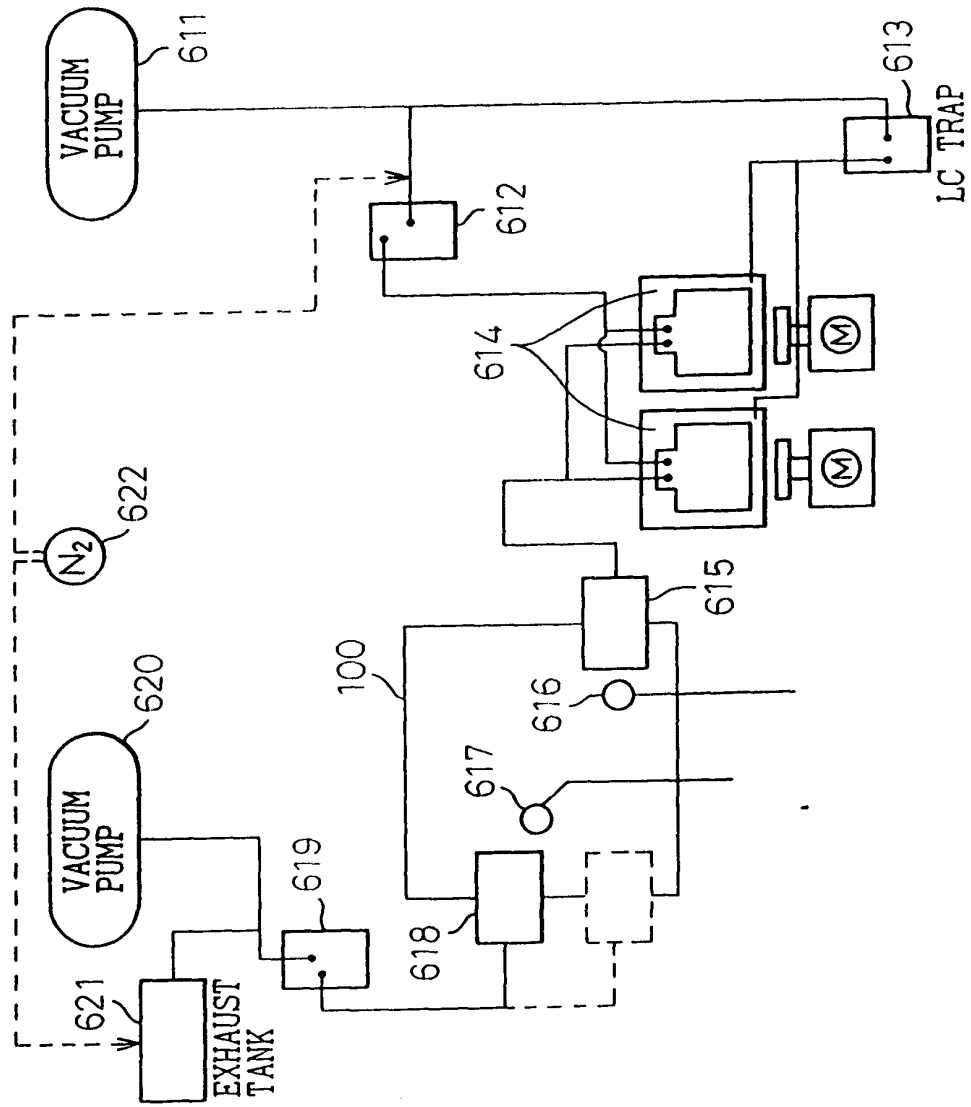 VACUUM
PUMP
611
613
LC TRAP
612
614
M
M
N2
622
615
100
616
617
620
VACUUM
PUMP
619
618
621
EXHAUST
TANK